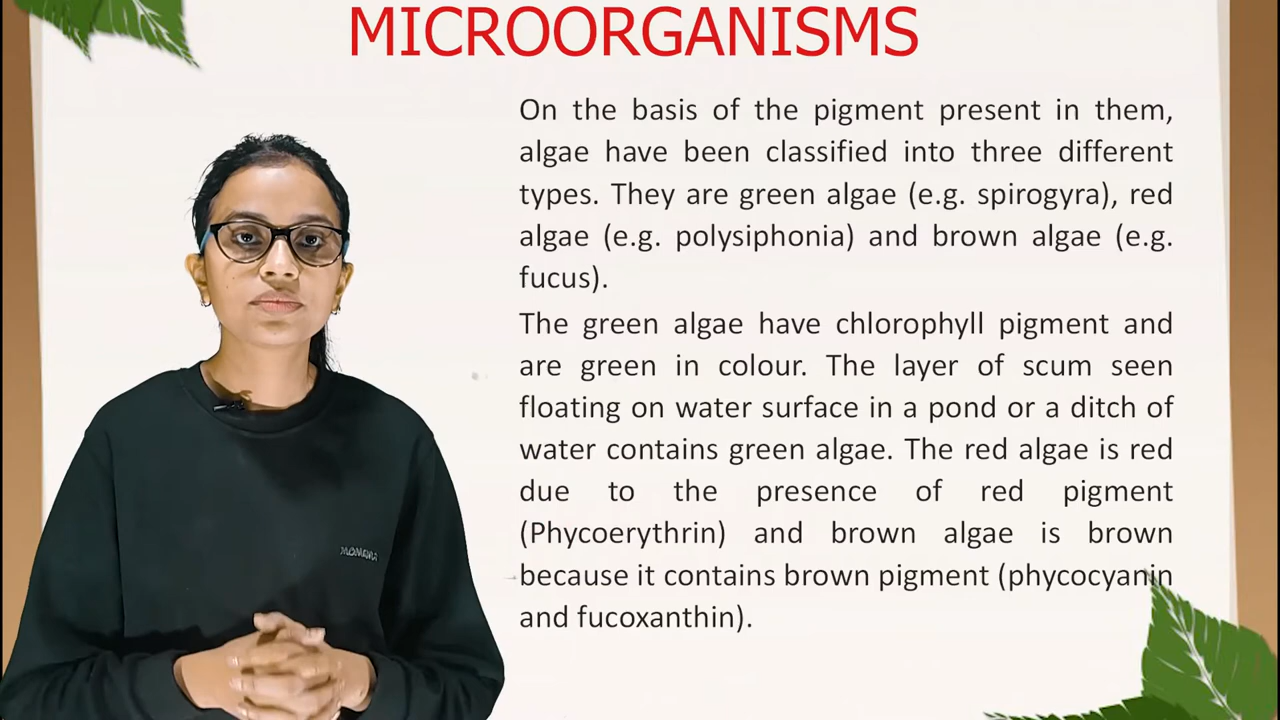 MICROORGANISMS
On the basis of the pigment present in them,
algae have been classified into three different
types. They are green algae (e.g. spirogyra), red
algae (e.g. polysiphonia) and brown algae (e.g.
fucus).
The green algae have chlorophyll pigment and
are green in colour. The layer of scum seen
floating on water surface in a pond or a ditch of
water contains green algae. The red algae is red
due to the presence of red pigment
(Phycoerythrin) and brown algae is brown
because it contains brown pigment (phycocyanin
and fucoxanthin).